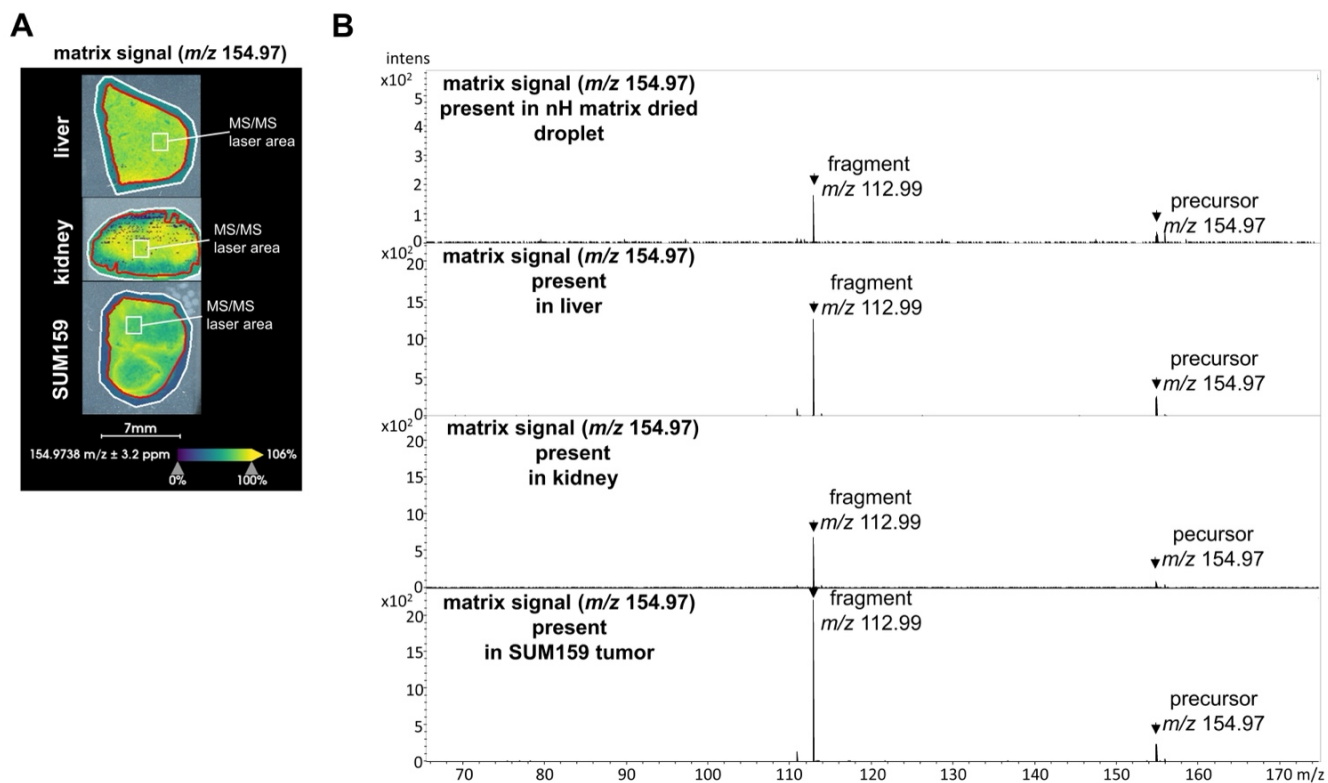 A
matrix signal (m/z 154.97)
liver
MS/MS
laser area
kidney
MS/MS
laser area
SUM159
MS/MS
laser area
7mm
154.9738 m/z ± 3.2 ppm
106%
0%
100%
B
intens
x10²
5
4
3
2
1
0
matrix signal (m/z 154.97)
present in nH matrix dried
droplet
fragment
m/z 112.99
precursor
m/z 154.97
x10²
20
15
10
5
0
matrix signal (m/z 154.97)
present
in liver
fragment
m/z 112.99
precursor
m/z 154.97
x10²
20
15
10
5
0
matrix signal (m/z 154.97)
present
in kidney
fragment
m/z 112.99
pecursor
m/z 154.97
x10²
20
15
10
5
0
matrix signal (m/z 154.97)
present
in SUM159 tumor
fragment
m/z 112.99
precursor
m/z 154.97
70 80 90 100 110 120 130 140 150 160 170 m/z